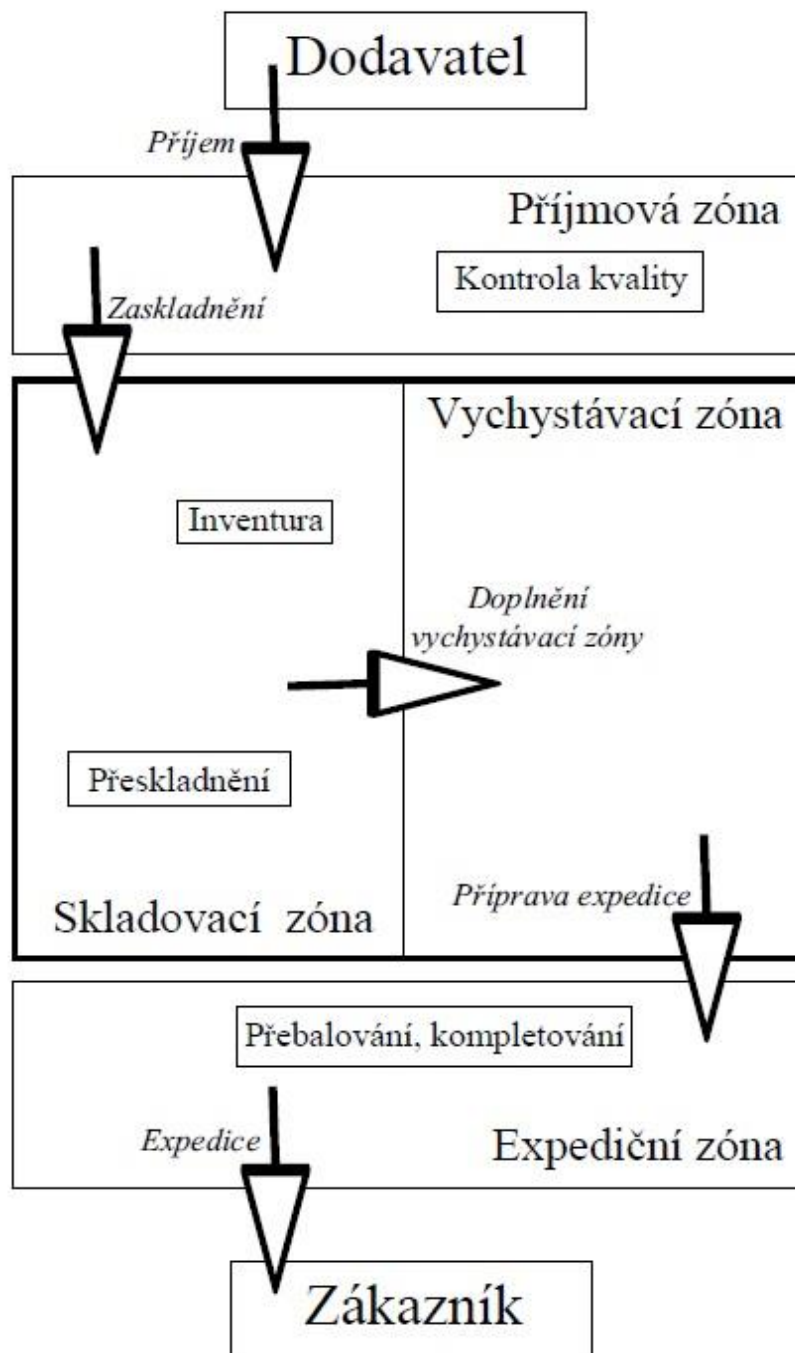 Dodavatel
Příjem
Příjmová zóna
Kontrola kvality
Zaskladnění
Vychystávací zóna
Inventura
Doplnění
vychystávací zóny
Přeskladnění
Příprava expedice
Skladovací zóna
Přebalování, kompletování
Expedice
Expediční zóna
Zákazník